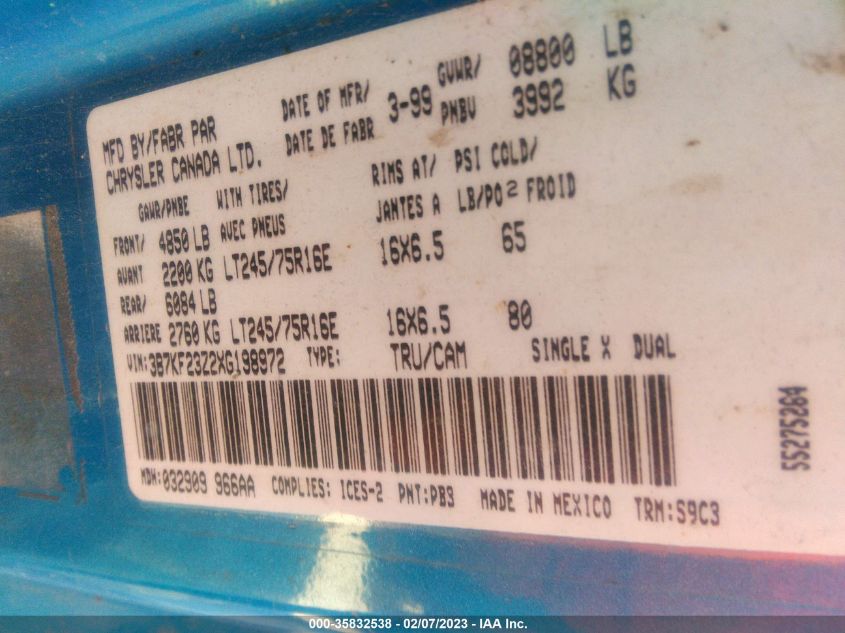 MFD BY/FABR PAR DATE OF MFR/ 3-99 GVWR/ 08800 LB
CHRYSLER CANADA LTD. DATE DE FABR PNBV 3992 KG
GAWR/PNBE WITH TIRES/ RIMS AT/ PSI COLD/
AVEC PNEUS JANTES A LB/PO² FROID
FRONT/ 4850 LB
AVANT 2200 KG LT245/75R16E 16X6.5 65
REAR/ 6084 LB
ARRIERE 2760 KG LT245/75R16E 16X6.5 80
VIN:3B7KF23Z2XG198972 TYPE: TRU/CAM SINGLE X DUAL
MDH:032909 966AA COMPLIES: ICES-2 PNT:PB3 MADE IN MEXICO TRM:S9C3
55275284
000-35832538 - 02/07/2023 - IAA Inc.